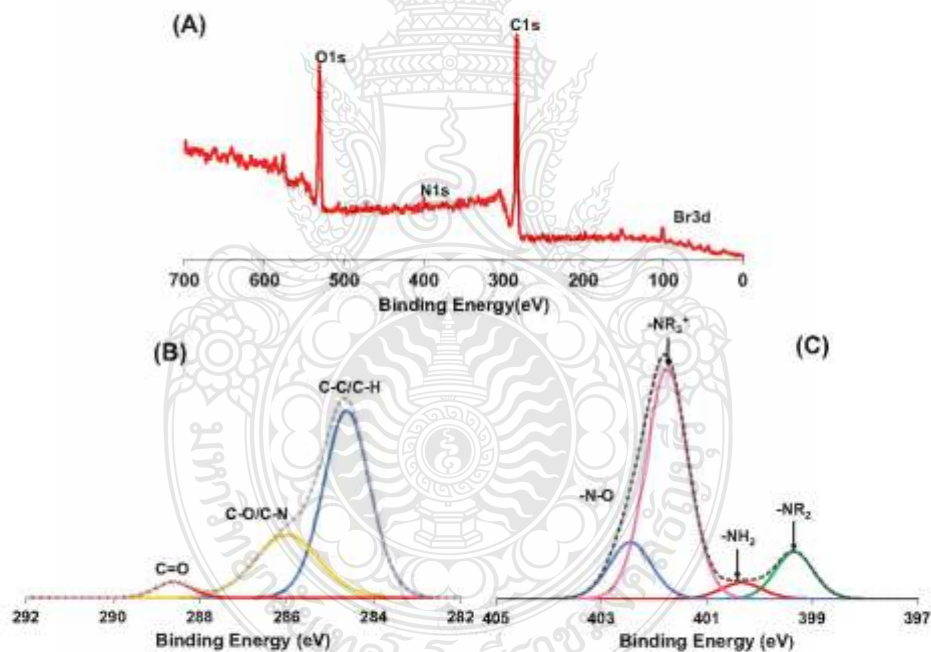 (A)
C1s
O1s
N1s
Br3d
700 600 500 400 300 200 100 0
Binding Energy(eV)
(B)
C-C/C-H
C-O/C-N
C=O
292 290 288 286 284 282
Binding Energy (eV)
(C)
-NR₃⁺
-N-O
-NH₂
-NR₂
405 403 401 399 397
Binding Energy (eV)